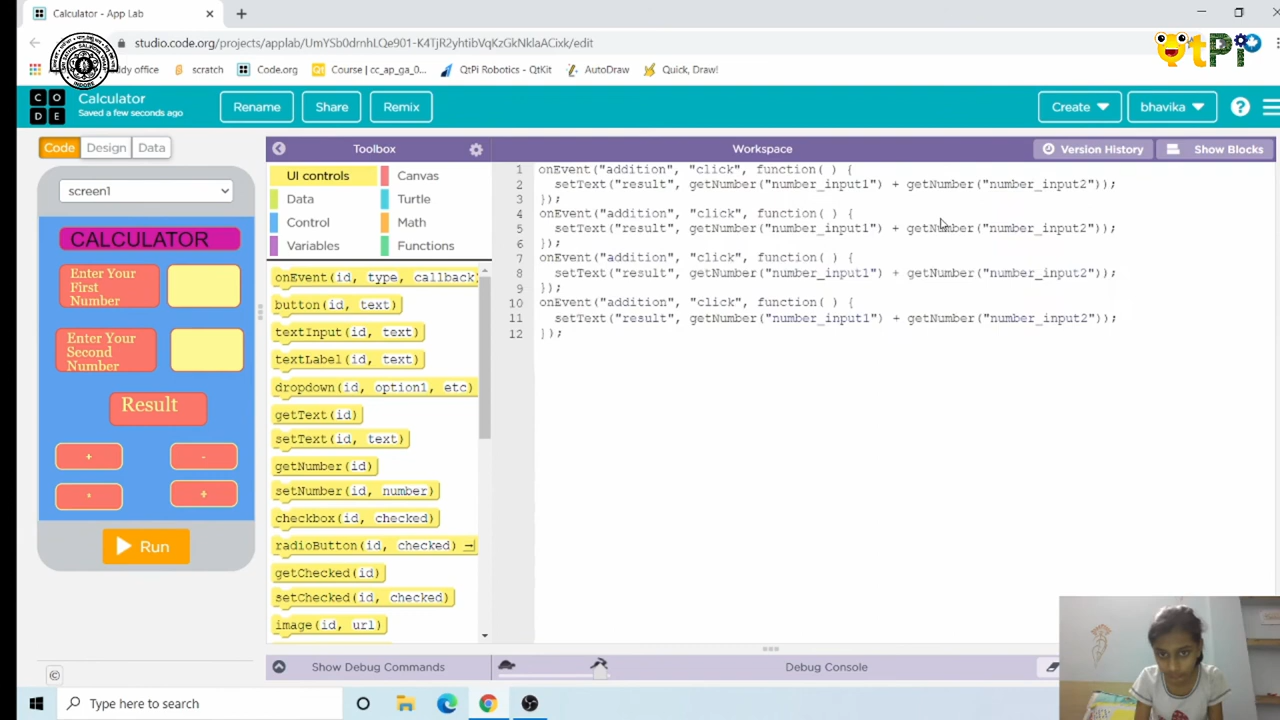 Calculator - App Lab
studio.code.org/projects/applab/UmYSb0drnhLQe901-K4TjR2yhtibVqKzGkNklaACixk/edit
dy office
scratch
Code.org
Course | cc_ap_ga_0...
QtPi Robotics - QtKit
AutoDraw
Quick, Draw!
QtPi
CODE
Calculator
Saved a few seconds ago
Rename
Share
Remix
Create
bhavika
?
Code
Design
Data
Toolbox
Workspace
Version History
Show Blocks
screen1
CALCULATOR
Enter Your
First
Number
Enter Your
Second
Number
Result
+
-
*
÷
Run
UI controls
Canvas
Data
Turtle
Control
Math
Variables
Functions
onEvent(id, type, callback)
button(id, text)
textInput(id, text)
textLabel(id, text)
dropdown(id, option1, etc)
getText(id)
setText(id, text)
getNumber(id)
setNumber(id, number)
checkbox(id, checked)
radioButton(id, checked)
getChecked(id)
setChecked(id, checked)
image(id, url)
1 onEvent("addition", "click", function( ) {
2 setText("result", getNumber("number_input1") + getNumber("number_input2"));
3 });
4 onEvent("addition", "click", function( ) {
5 setText("result", getNumber("number_input1") + getNumber("number_input2"));
6 });
7 onEvent("addition", "click", function( ) {
8 setText("result", getNumber("number_input1") + getNumber("number_input2"));
9 });
10 onEvent("addition", "click", function( ) {
11 setText("result", getNumber("number_input1") + getNumber("number_input2"));
12 });
Show Debug Commands
Debug Console
©
Type here to search